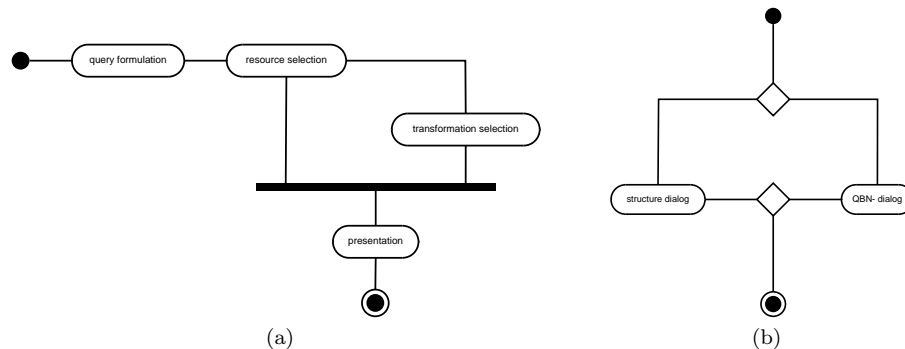 query formulation
resource selection
transformation selection
presentation
(a)
structure dialog
QBN- dialog
(b)